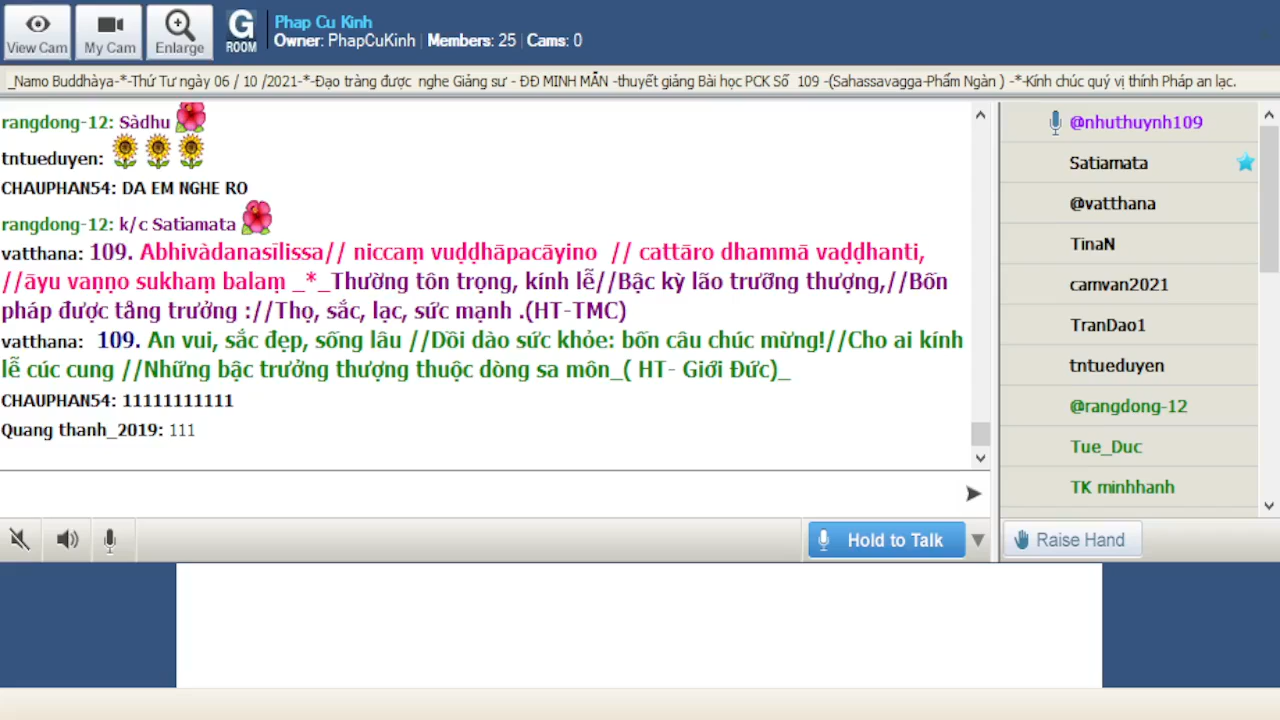 View Cam
My Cam
Enlarge
G
ROOM
Phap Cu Kinh
Owner: PhapCuKinh | Members: 25 | Cams: 0
_Namo Buddhàya-*-Thứ Tư ngày 06 / 10 /2021-*-Đạo tràng được nghe Giảng sư - ĐĐ MINH MẪN -thuyết giảng Bài học PCK Số 109 -(Sahassavagga-Phẩm Ngàn ) -*-Kính chúc quý vị thính Pháp an lạc.
rangdong-12: Sàdhu
tntueduyen:
CHAUPHAN54: DA EM NGHE RO
rangdong-12: k/c Satiamata
vatthana: 109. Abhivàdanasīlissa// niccaṃ vuḍḍhāpacāyino // cattāro dhammā vaḍḍhanti,
//āyu vaṇṇo sukhaṃ balaṃ _*_Thường tôn trọng, kính lễ//Bậc kỳ lão trưỡng thượng,//Bốn
pháp được tăng trưởng ://Thọ, sắc, lạc, sức mạnh .(HT-TMC)
vatthana: 109. An vui, sắc đẹp, sống lâu //Dồi dào sức khỏe: bốn câu chúc mừng!//Cho ai kính
lễ cúc cung //Những bậc trưởng thượng thuộc dòng sa môn_( HT- Giới Đức)_
CHAUPHAN54: 11111111111
Quang thanh_2019: 111
@nhuthuynh109
Satiamata
@vatthana
TinaN
camvan2021
TranDao1
tntueduyen
@rangdong-12
Tue_Duc
TK minhhanh
Hold to Talk
Raise Hand